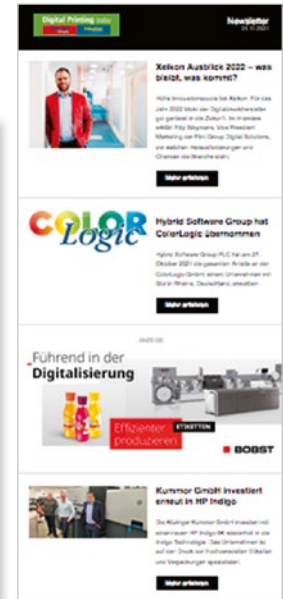 Digital Printing today
Newsletter
Xeikon Ausblick 2022 – was
bleibt, was kommt?
Hohe Innovationsquote bei Xeikon: Für das
Jahr 2022 blickt der Digitaldruckhersteller
gut gerüstet in die Zukunft. Im Interview
erklärt Filip Weymans, Vice President
Marketing der Flint Group Digital Solutions,
vor welchen Herausforderungen und
Chancen die Branche steht.
Mehr erfahren
COLOR
Logic
Hybrid Software Group hat
ColorLogic übernommen
Hybrid Software Group PLC hat am 27.
Oktober 2021 die gesamten Anteile an der
ColorLogic GmbH, einem Unternehmen mit
Sitz in Rheine, Deutschland, erworben.
Mehr erfahren
ANZEIGE
Führend in der
Digitalisierung
Effizienter
produzieren
ETIKETTEN
BOBST
Kummor GmbH investiert
erneut in HP Indigo
Die Kummor GmbH investiert mit
einer neuen HP Indigo 6K wiederholt in die
Indigo Technologie. Das Unternehmen ist
auf den Druck von hochwertigen Etiketten
und Verpackungen spezialisiert.
Mehr erfahren